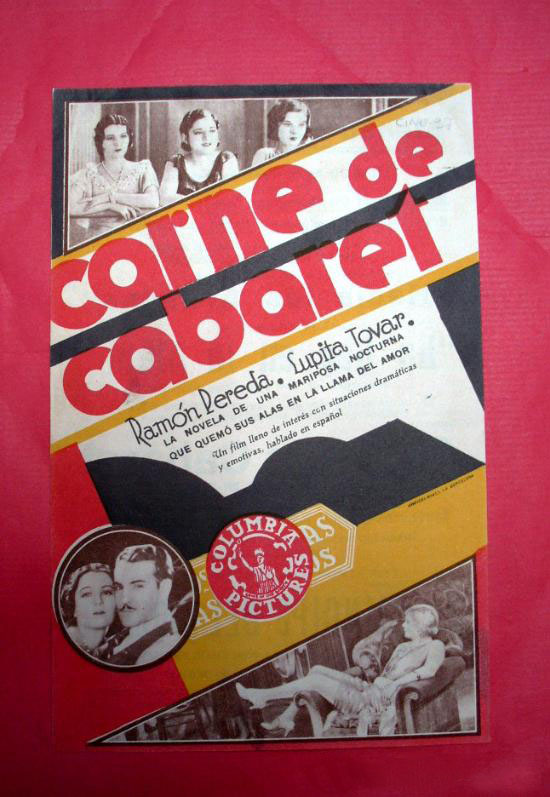 carne de
cabaret
Ramón Pereda. Lupita Tovar.
LA NOVELA DE UNA MARIPOSA NOCTURNA
QUE QUEMÓ SUS ALAS EN LA LLAMA DEL AMOR
Un film lleno de interés con situaciones dramáticas
y emotivas, hablado en español
COLUMBIA
PICTURES